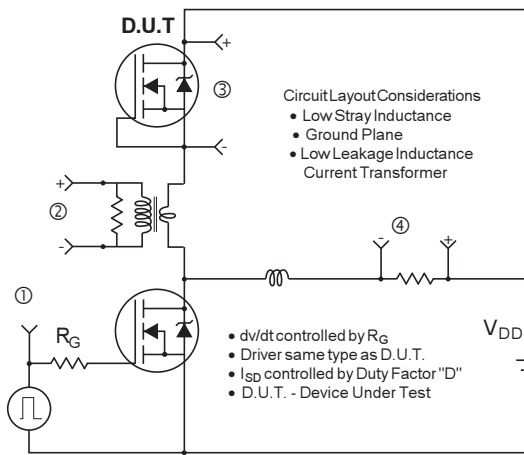 D.U.T
+
③
-
Circuit Layout Considerations
• Low Stray Inductance
• Ground Plane
• Low Leakage Inductance
Current Transformer
+
②
-
④
-
+
①
RG
• dv/dt controlled by RG
• Driver same type as D.U.T.
• ISD controlled by Duty Factor "D"
• D.U.T. - Device Under Test
VDD